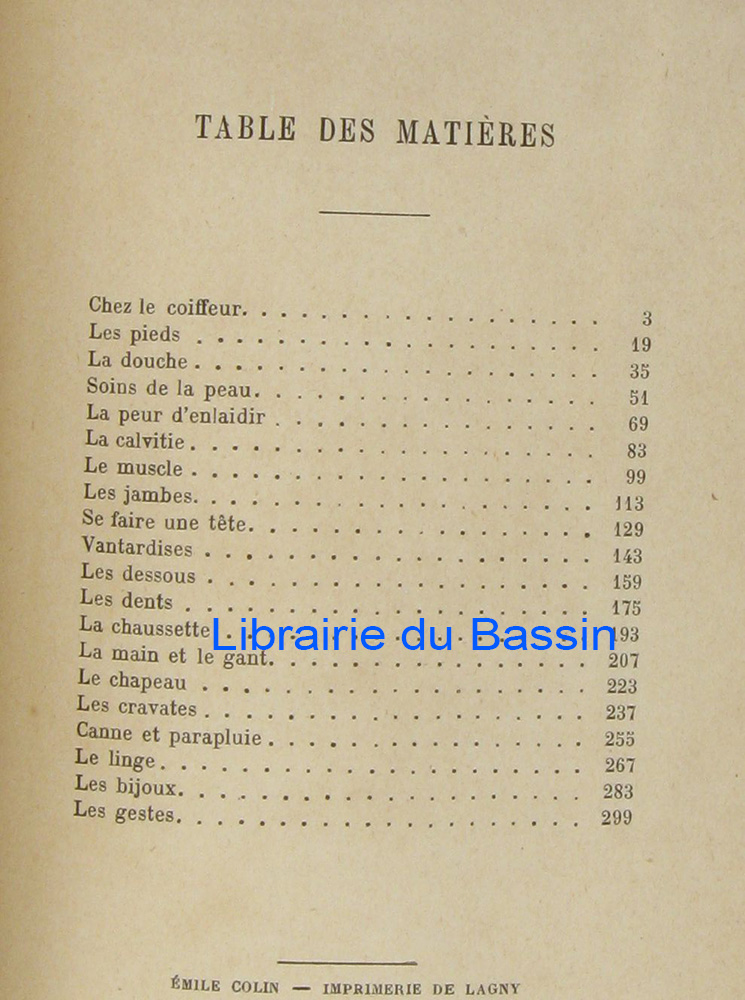 TABLE DES MATIÈRES
Chez le coiffeur. . . . . . . . . . . . . . . . . . 3
Les pieds . . . . . . . . . . . . . . . . . . . . 19
La douche . . . . . . . . . . . . . . . . . . . . 35
Soins de la peau. . . . . . . . . . . . . . . . . 51
La peur d'enlaidir . . . . . . . . . . . . . . . . 69
La calvitie . . . . . . . . . . . . . . . . . . . . 83
Le muscle . . . . . . . . . . . . . . . . . . . . 99
Les jambes. . . . . . . . . . . . . . . . . . . . 113
Se faire une tête. . . . . . . . . . . . . . . . . 129
Vantardises . . . . . . . . . . . . . . . . . . . 143
Les dessous . . . . . . . . . . . . . . . . . . . 159
Les dents . . . . . . . . . . . . . . . . . . . . 175
La chaussette . . . . . . . . . . . . . . . . . . 193
Librairie du Bassin
La main et le gant. . . . . . . . . . . . . . . . 207
Le chapeau . . . . . . . . . . . . . . . . . . . 223
Les cravates . . . . . . . . . . . . . . . . . . . 237
Canne et parapluie . . . . . . . . . . . . . . . . 255
Le linge . . . . . . . . . . . . . . . . . . . . . 267
Les bijoux. . . . . . . . . . . . . . . . . . . . 283
Les gestes. . . . . . . . . . . . . . . . . . . . 299
ÉMILE COLIN — IMPRIMERIE DE LAGNY